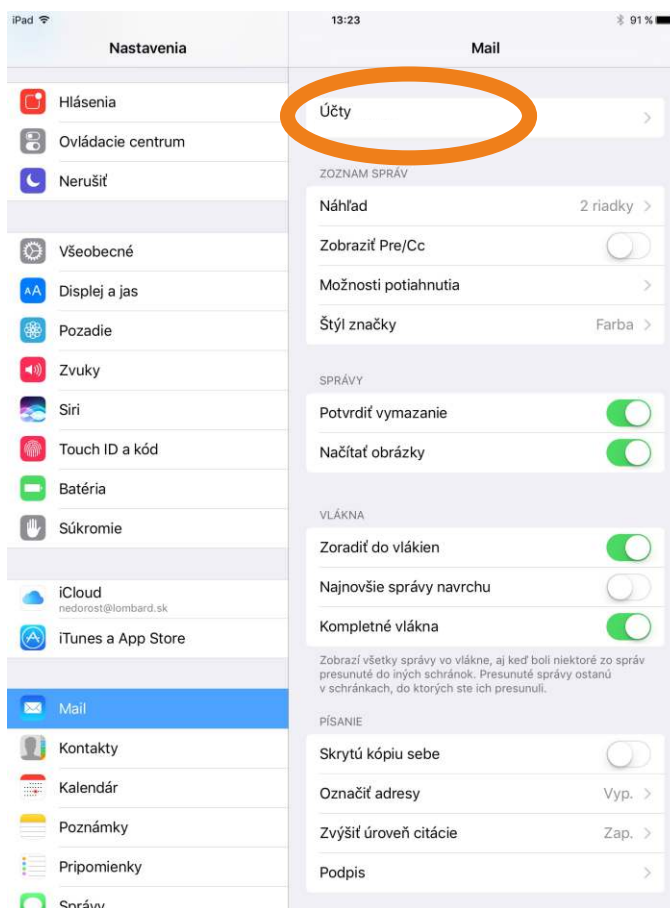 iPad
13:23
91 %
Nastavenia
Mail
Hlásenia
Ovládacie centrum
Nerušiť
Všeobecné
AA Displej a jas
Pozadie
Zvuky
Siri
Touch ID a kód
Batéria
Súkromie
iCloud
nedorost@lombard.sk
iTunes a App Store
Mail
Kontakty
Kalendár
Poznámky
Pripomienky
Správy
Účty
ZOZNAM SPRÁV
Náhľad 2 riadky
Zobraziť Pre/Cc
Možnosti potiahnutia
Štýl značky Farba
SPRÁVY
Potvrdiť vymazanie
Načítať obrázky
VLÁKNA
Zoradiť do vlákien
Najnovšie správy navrchu
Kompletné vlákna
Zobrazí všetky správy vo vlákne, aj keď boli niektoré zo správ
presunuté do iných schránok. Presunuté správy ostanú
v schránkach, do ktorých ste ich presunuli.
PÍSANIE
Skrytú kópiu sebe
Označiť adresy Vyp.
Zvýšiť úroveň citácie Zap.
Podpis